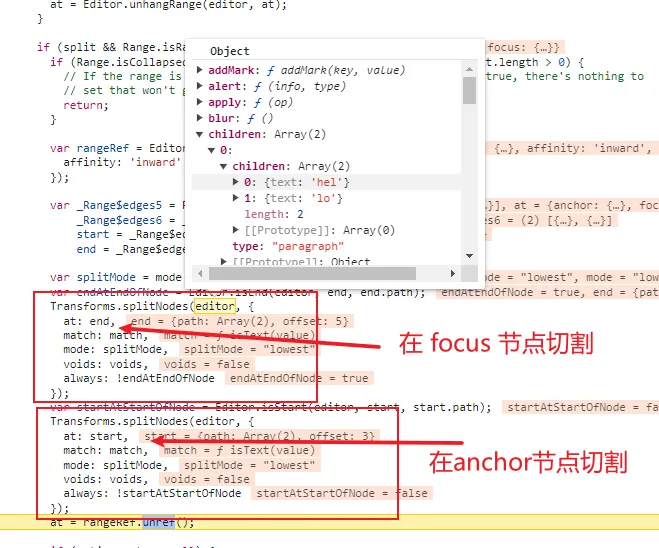 at = Editor.unhangRange(editor, at);
}
if (split && Range.isRa
focus: {…}}
if (Range.isCollapsed
t.length > 0) {
// If the range is
true, there's nothing to
// set that won't g
return;
}
var rangeRef = Edito
{…}, affinity: 'inward',
affinity: 'inward'
});
var _Range$edges5 = R
…}], at = {anchor: {…}, foc
_Range$edges6 = _
ges6 = (2) [{…}, {…}]
start = _Range$edg
end = _Range$edge
var splitMode = mode
ode = "lowest", mode = "low
var endAtEndOfNode = Editor.isEnd(editor, end, end.path); endAtEndOfNode = true, end = {pat
Transforms.splitNodes(editor, {
at: end, end = {path: Array(2), offset: 5}
match: match, match = ƒ isText(value)
mode: splitMode, splitMode = "lowest"
voids: voids, voids = false
always: !endAtEndOfNode endAtEndOfNode = true
});
var startAtStartOfNode = Editor.isStart(editor, start, start.path); startAtStartOfNode = fals
Transforms.splitNodes(editor, {
at: start, start = {path: Array(2), offset: 3}
match: match, match = ƒ isText(value)
mode: splitMode, splitMode = "lowest"
voids: voids, voids = false
always: !startAtStartOfNode startAtStartOfNode = false
});
at = rangeRef.unref();
Object
addMark: ƒ addMark(key, value)
alert: ƒ (info, type)
apply: ƒ (op)
blur: ƒ ()
children: Array(2)
0:
children: Array(2)
0: {text: 'hel'}
1: {text: 'lo'}
length: 2
[[Prototype]]: Array(0)
type: "paragraph"
[[Prototype]]: Object
在 focus 节点切割
在anchor节点切割